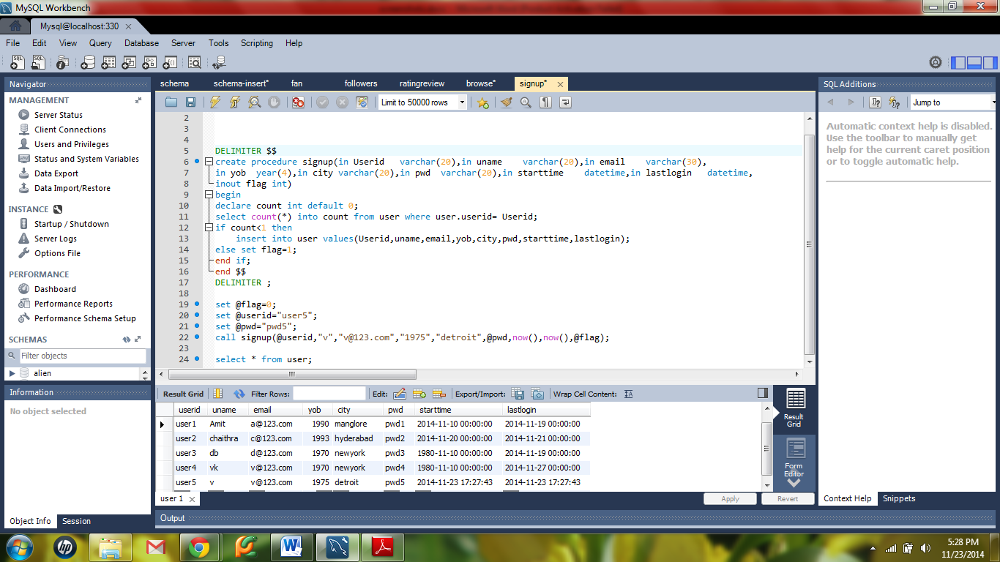 MySQL Workbench
Mysql@localhost:330
File Edit View Query Database Server Tools Scripting Help
Navigator
MANAGEMENT
Server Status
Client Connections
Users and Privileges
Status and System Variables
Data Export
Data Import/Restore
INSTANCE
Startup / Shutdown
Server Logs
Options File
PERFORMANCE
Dashboard
Performance Reports
Performance Schema Setup
SCHEMAS
Filter objects
alien
Information
No object selected
Object Info Session
schema schema-insert* fan followers ratingreview browse* signup*
Limit to 50000 rows
2
3
4
5 DELIMITER $$
6 create procedure signup(in Userid varchar(20),in uname varchar(20),in email varchar(30),
7 in yob year(4),in city varchar(20),in pwd varchar(20),in starttime datetime,in lastlogin datetime,
8 inout flag int)
9 begin
10 declare count int default 0;
11 select count(*) into count from user where user.userid= Userid;
12 if count<1 then
13 insert into user values(Userid,uname,email,yob,city,pwd,starttime,lastlogin);
14 else set flag=1;
15 end if;
16 end $$
17 DELIMITER ;
18
19 set @flag=0;
20 set @userid="user5";
21 set @pwd="pwd5";
22 call signup(@userid,"v","v@123.com","1975","detroit",@pwd,now(),now(),@flag);
23
24 select * from user;
Result Grid Filter Rows: Edit: Export/Import: Wrap Cell Content:
userid uname email yob city pwd starttime lastlogin
user1 Amit a@123.com 1990 manglore pwd1 2014-11-10 00:00:00 2014-11-19 00:00:00
user2 chaithra c@123.com 1993 hyderabad pwd2 2014-11-20 00:00:00 2014-11-21 00:00:00
user3 db d@123.com 1970 newyork pwd3 1980-11-10 00:00:00 2014-11-19 00:00:00
user4 vk v@123.com 1970 newyork pwd4 1980-11-10 00:00:00 2014-11-27 00:00:00
user5 v v@123.com 1975 detroit pwd5 2014-11-23 17:27:43 2014-11-23 17:27:43
Result
Grid
Form
Editor
user 1 Apply Revert
Output
SQL Additions
Jump to
Automatic context help is disabled.
Use the toolbar to manually get
help for the current caret position
or to toggle automatic help.
Context Help Snippets
5:28 PM
11/23/2014